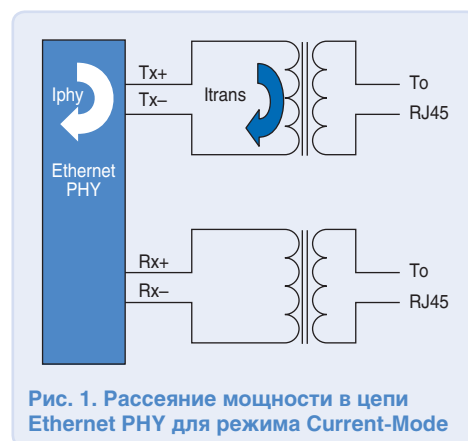 Tx+
Tx–
Iphy
Itrans
To
RJ45
Ethernet
PHY
Rx+
Rx–
To
RJ45
Рис. 1. Рассеяние мощности в цепи
Ethernet PHY для режима Current-Mode